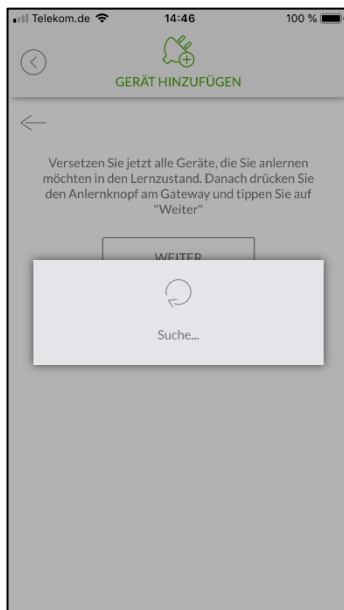 Telekom.de 14:46 100 %
GERÄT HINZUFÜGEN
Versetzen Sie jetzt alle Geräte, die Sie anlernen
möchten in den Lernzustand. Danach drücken Sie
den Anlernknopf am Gateway und tippen Sie auf
"Weiter"
WEITER
Suche...